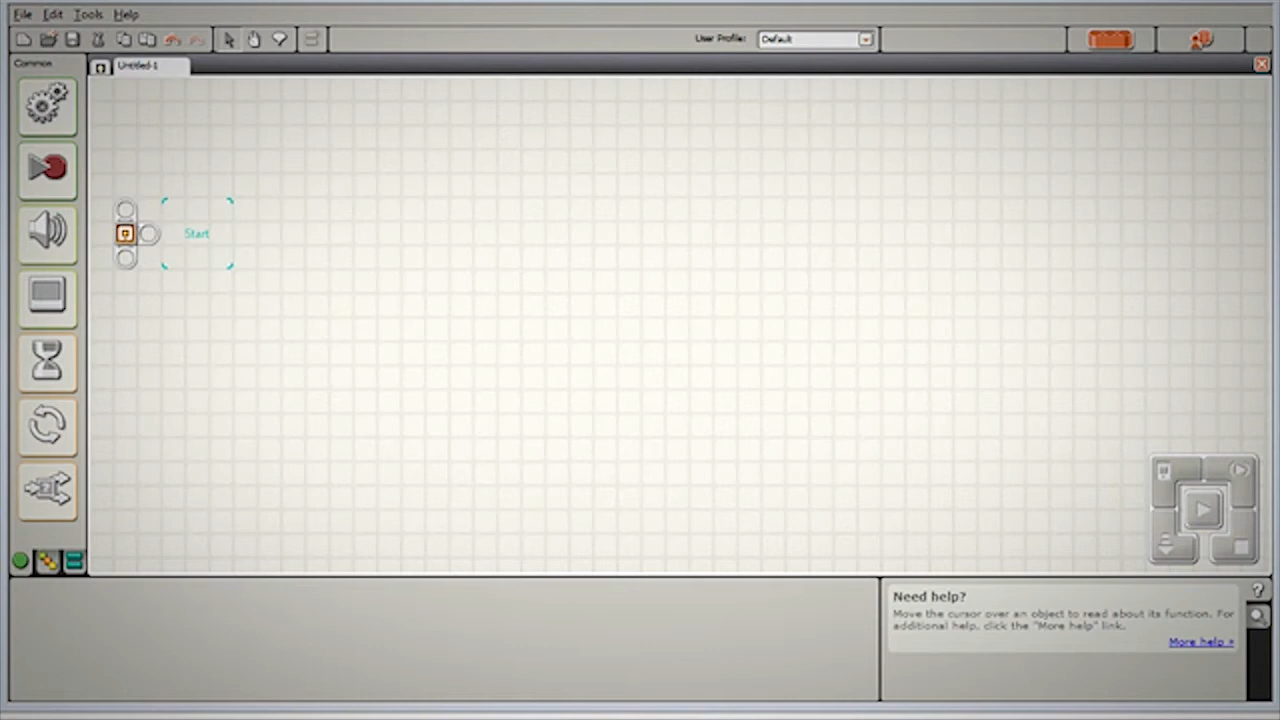 File Edit Tools Help
User Profile: Default
Common
Untitled-1
Start
Need help?
Move the cursor over an object to read about its function. For
additional help, click the "More help" link.
More help »
?